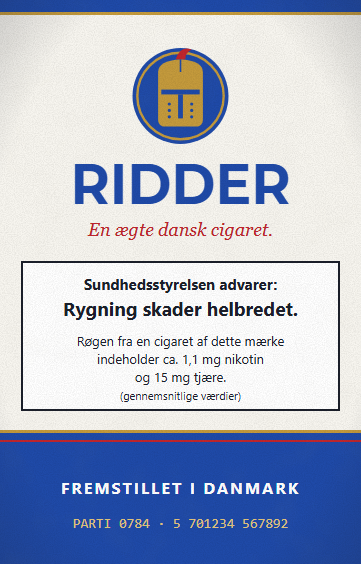 RIDDER
En ægte dansk cigaret.
Sundhedsstyrelsen advarer:
Rygning skader helbredet.
Røgen fra en cigaret af dette mærke
indeholder ca. 1,1 mg nikotin
og 15 mg tjære.
(gennemsnitlige værdier)
FREMSTILLET I DANMARK
PARTI 0784 · 5 701234 567892